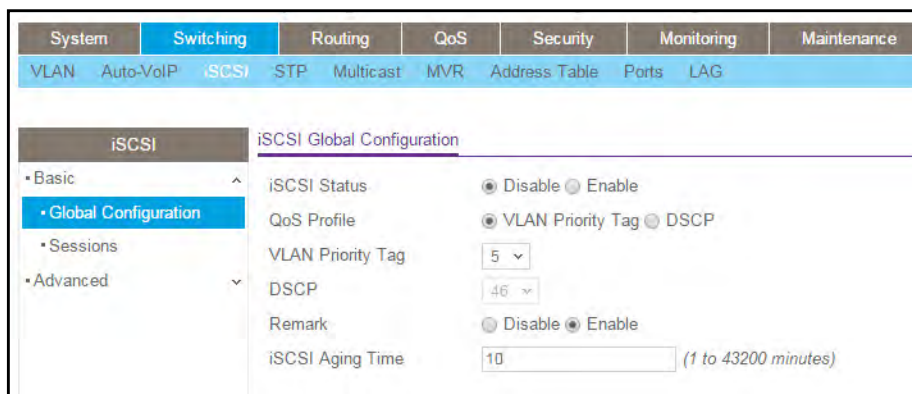 System Switching Routing QoS Security Monitoring Maintenance
VLAN Auto-VoIP iSCSI STP Multicast MVR Address Table Ports LAG
iSCSI
Basic
Global Configuration
Sessions
Advanced
iSCSI Global Configuration
iSCSI Status Disable Enable
QoS Profile VLAN Priority Tag DSCP
VLAN Priority Tag 5
DSCP 46
Remark Disable Enable
iSCSI Aging Time 10 (1 to 43200 minutes)